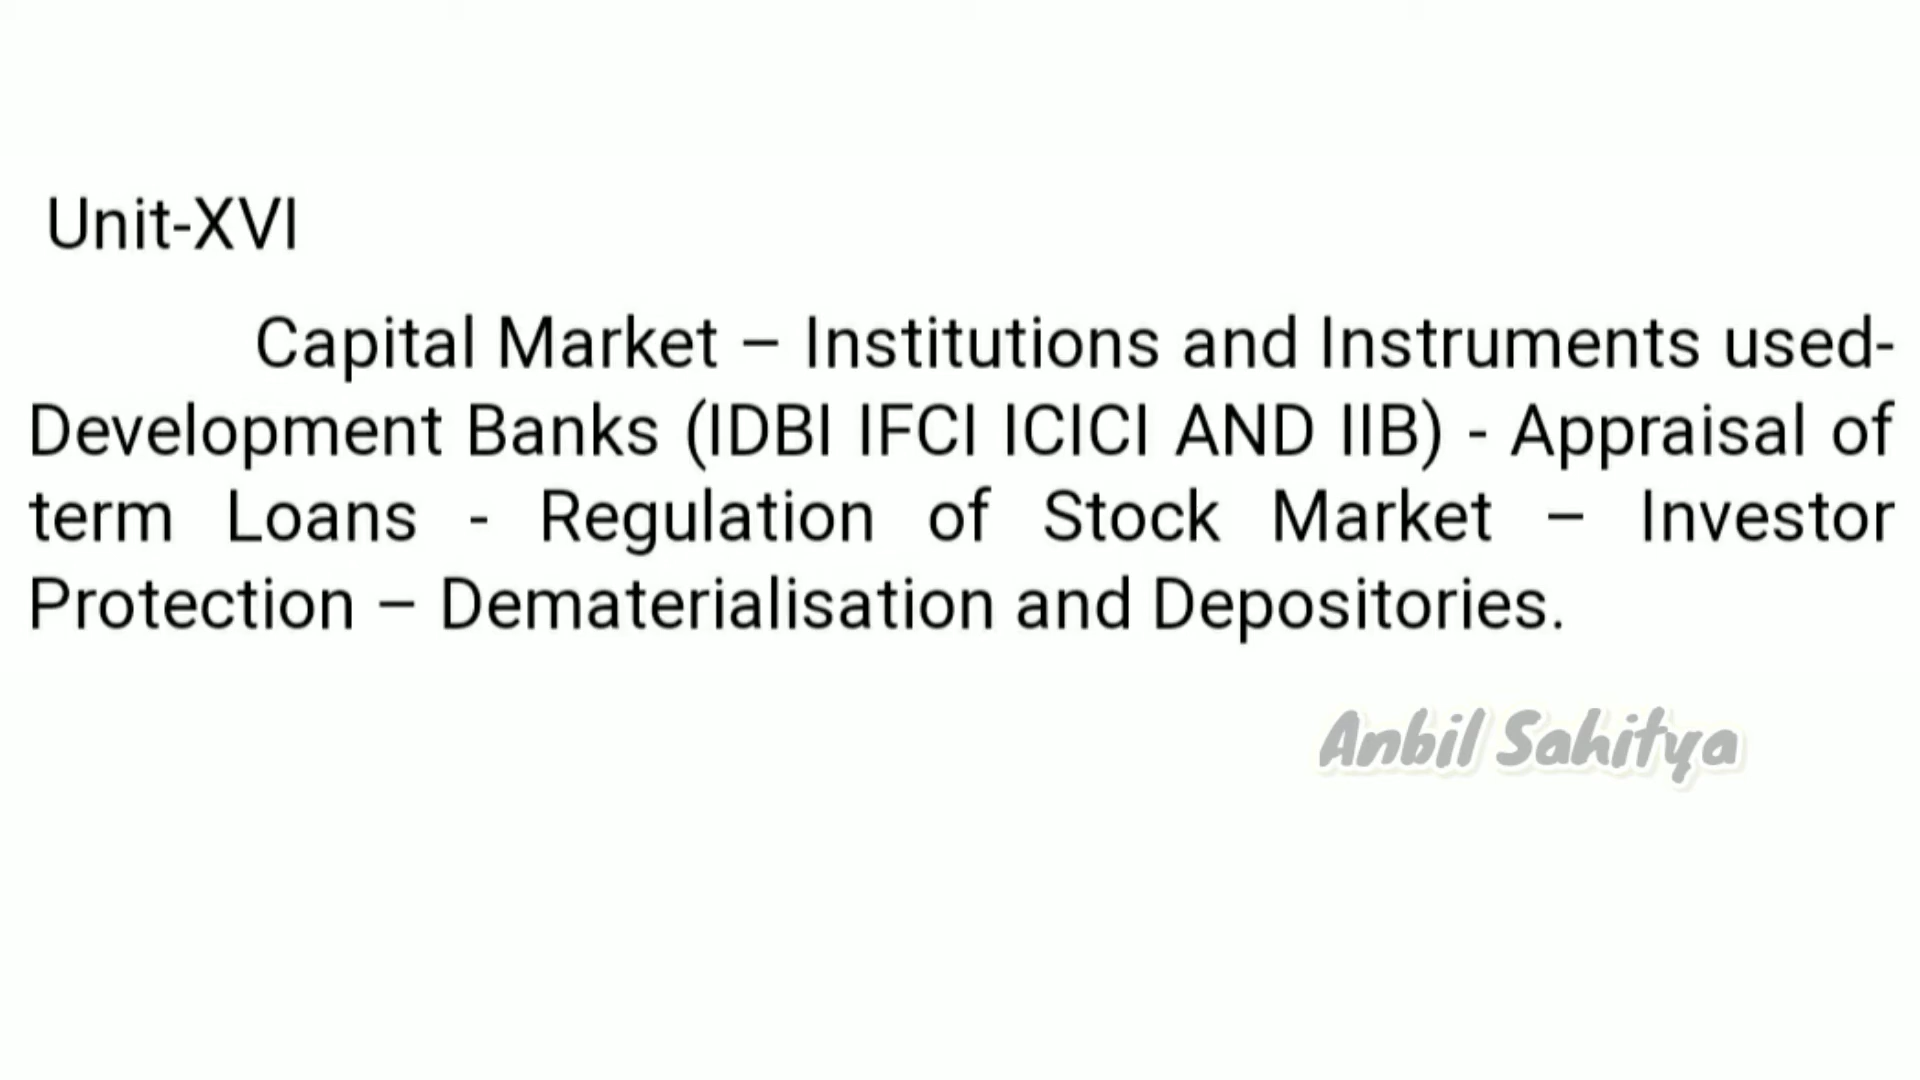 Unit-XVI
Capital Market – Institutions and Instruments used-
Development Banks (IDBI IFCI ICICI AND IIB) - Appraisal of
term Loans - Regulation of Stock Market – Investor
Protection – Dematerialisation and Depositories.
Anbil Sahitya